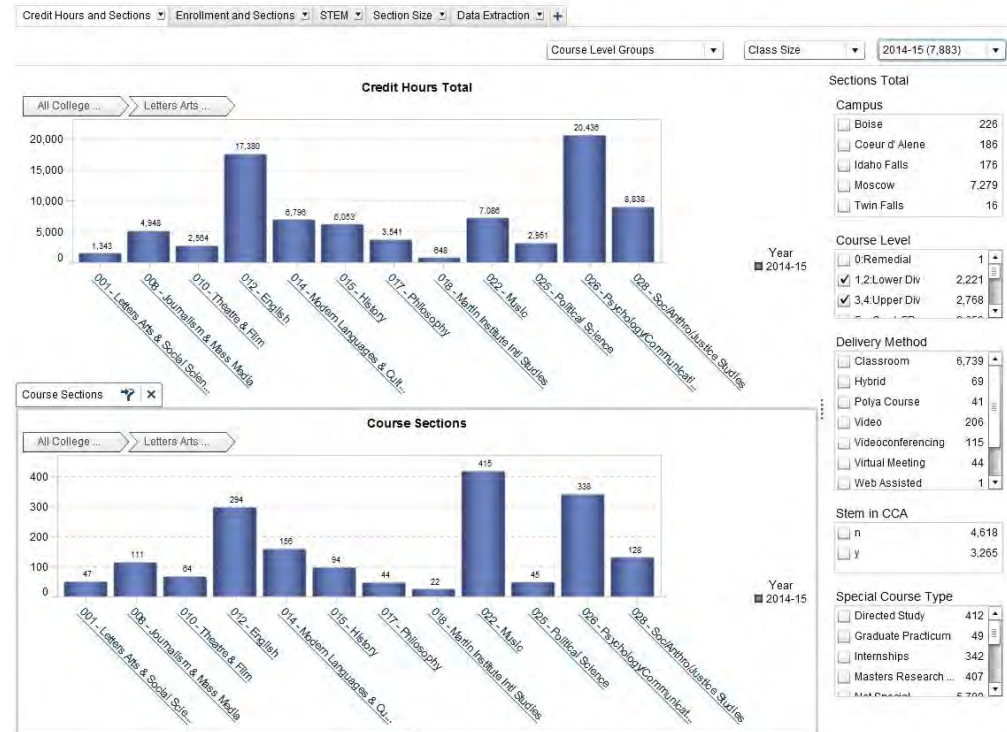 Credit Hours and Sections Enrollment and Sections STEM Section Size Data Extraction +
Course Level Groups Class Size 2014-15 (7,883)
Credit Hours Total
All College ... Letters Arts ...
20,000
15,000
10,000
5,000
0
1,343 4,948 2,564 17,380 6,796 6,053 3,541 648 7,086 2,951 20,436 8,838
001 - Letters Arts & Social Scien...
008 - Journalism & Mass Media
010 - Theatre & Film
012 - English
014 - Modern Languages & Cult...
015 - History
017 - Philosophy
018 - Martin Institute Intl Studies
022 - Music
025 - Political Science
026 - Psychology/Communicati...
028 - Soc/Anthro/Justice Studies
Year
2014-15
Course Sections
Course Sections
All College ... Letters Arts ...
400
300
200
100
0
47 111 64 294 156 94 44 22 415 45 338 128
001 - Letters Arts & Social Scie...
008 - Journalism & Mass Media
010 - Theatre & Film
012 - English
014 - Modern Languages & Cu...
015 - History
017 - Philosophy
018 - Martin Institute Intl Studies
022 - Music
025 - Political Science
026 - Psychology/Communicat...
028 - Soc/Anthro/Justice Studies
Year
2014-15
Sections Total
Campus
Boise 226
Coeur d' Alene 186
Idaho Falls 176
Moscow 7,279
Twin Falls 16
Course Level
0:Remedial 1
1,2:Lower Div 2,221
3,4:Upper Div 2,768
Delivery Method
Classroom 6,739
Hybrid 69
Polya Course 41
Video 206
Videoconferencing 115
Virtual Meeting 44
Web Assisted 1
Stem in CCA
n 4,618
y 3,265
Special Course Type
Directed Study 412
Graduate Practicum 49
Internships 342
Masters Research ... 407